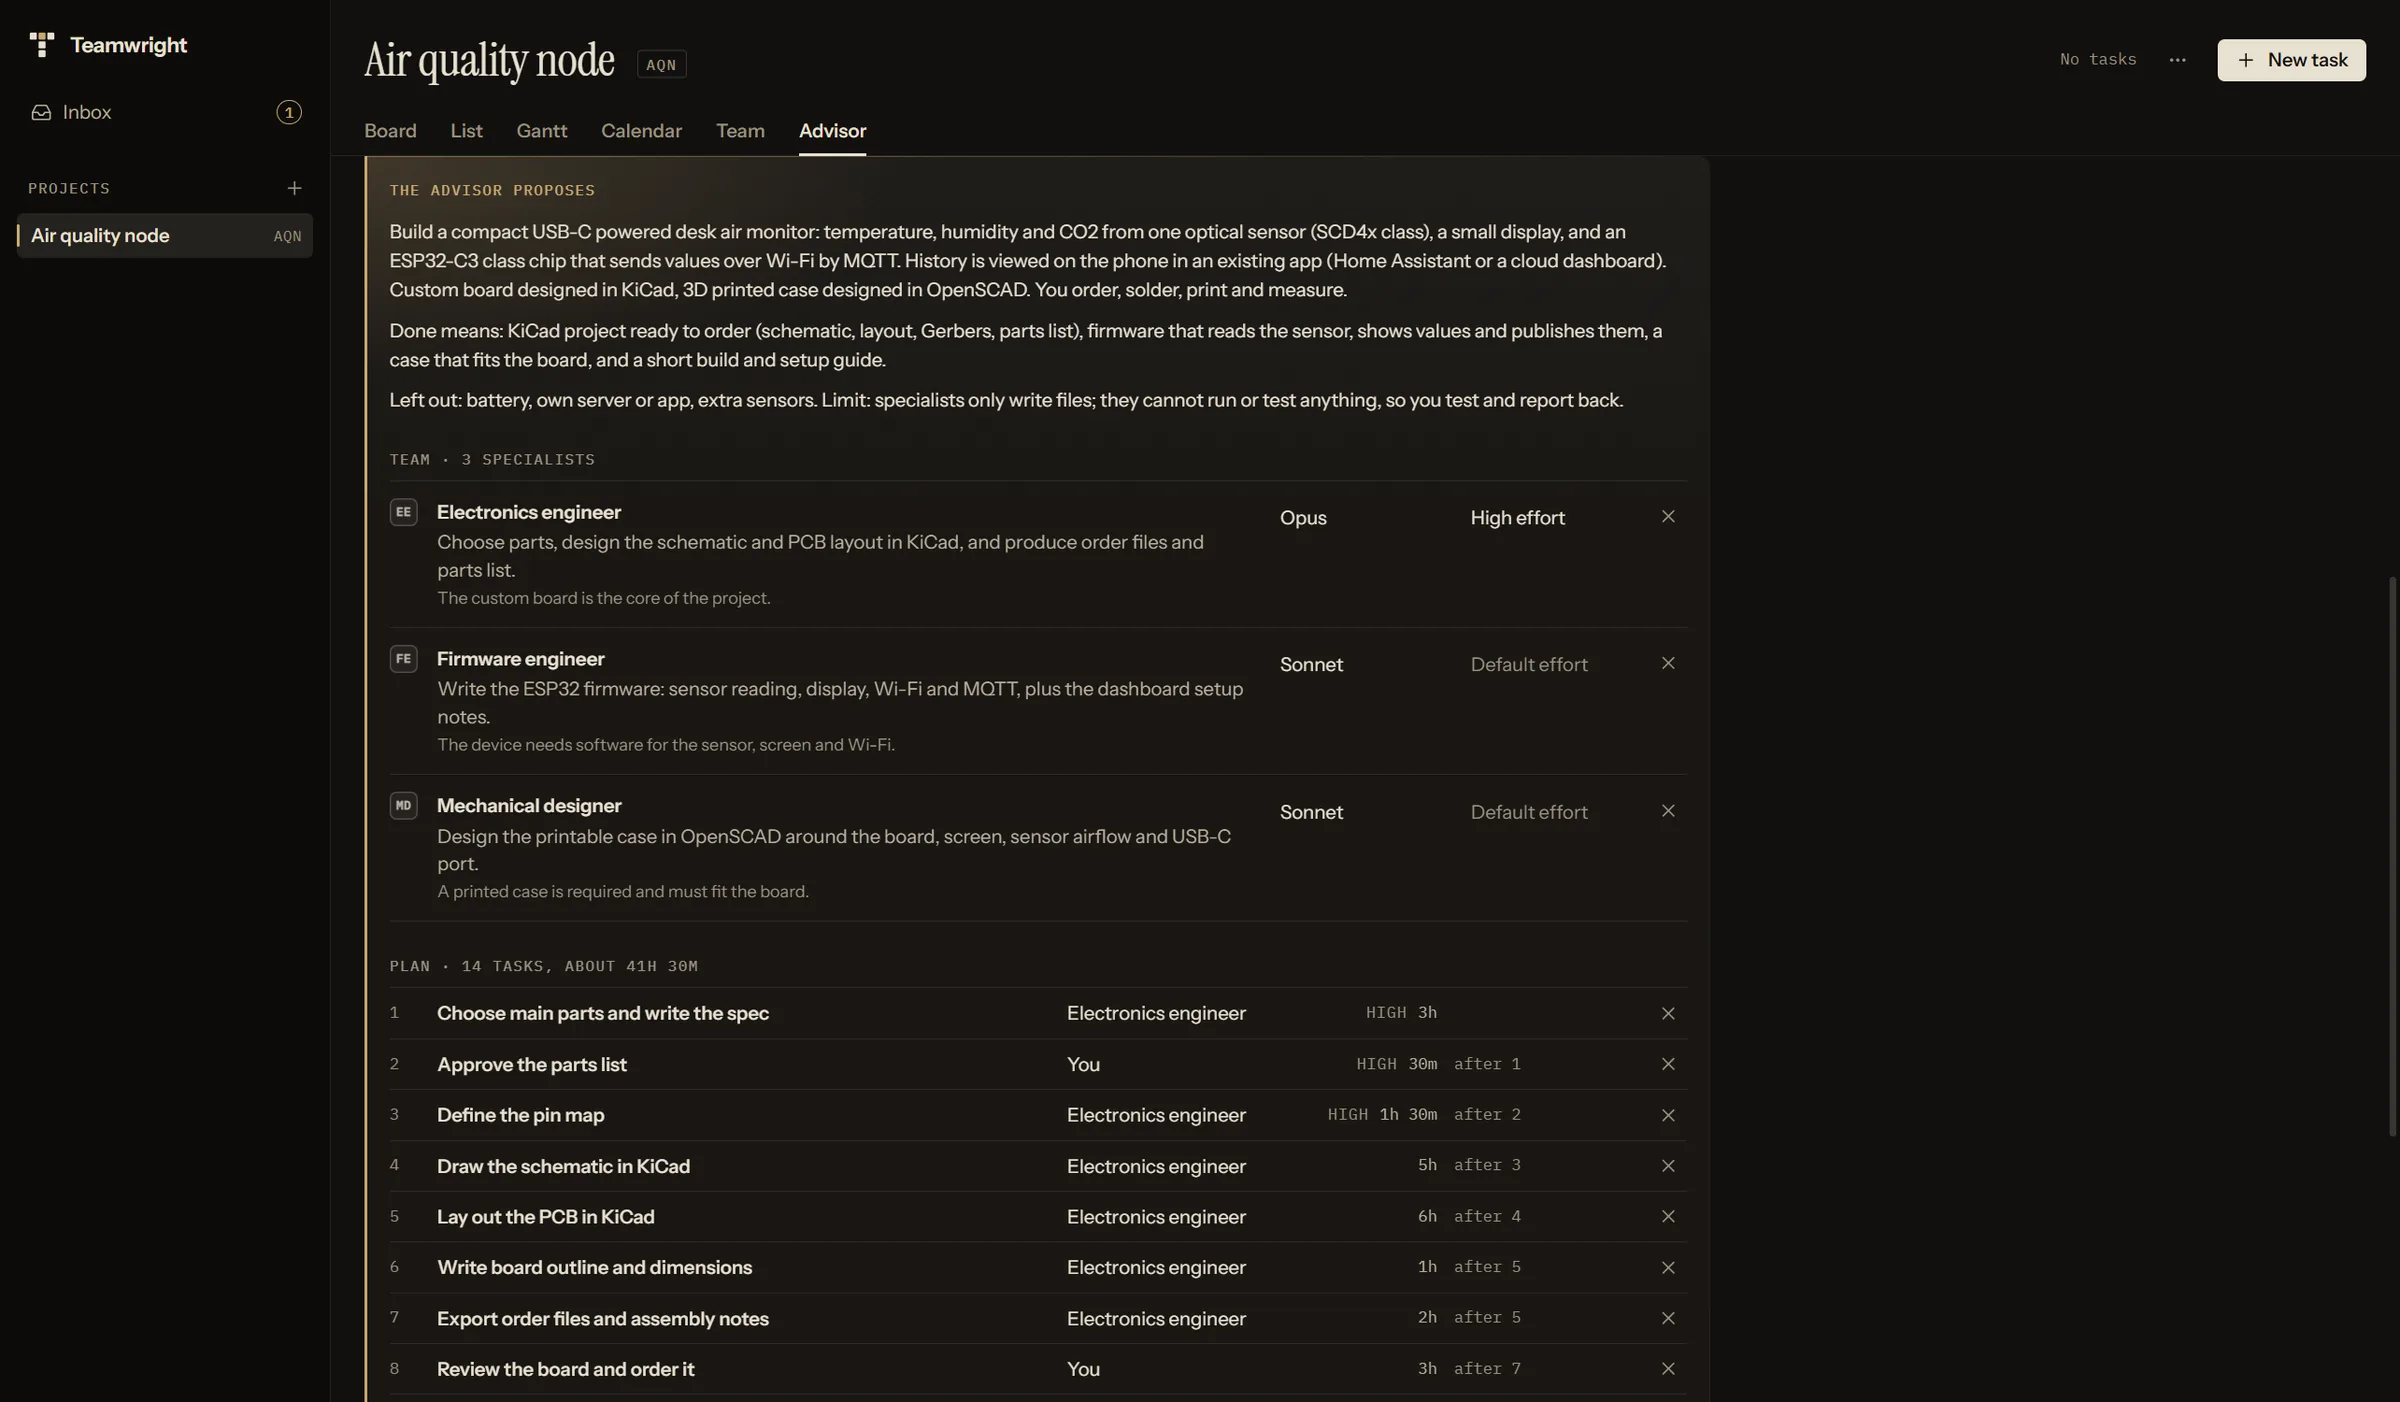 Teamwright
Inbox
1
PROJECTS
Air quality node AQN
Air quality node AQN
No tasks
New task
Board List Gantt Calendar Team Advisor
THE ADVISOR PROPOSES
Build a compact USB-C powered desk air monitor: temperature, humidity and CO2 from one optical sensor (SCD4x class), a small display, and an
ESP32-C3 class chip that sends values over Wi-Fi by MQTT. History is viewed on the phone in an existing app (Home Assistant or a cloud dashboard).
Custom board designed in KiCad, 3D printed case designed in OpenSCAD. You order, solder, print and measure.
Done means: KiCad project ready to order (schematic, layout, Gerbers, parts list), firmware that reads the sensor, shows values and publishes them, a
case that fits the board, and a short build and setup guide.
Left out: battery, own server or app, extra sensors. Limit: specialists only write files; they cannot run or test anything, so you test and report back.
TEAM · 3 SPECIALISTS
EE Electronics engineer Opus High effort
Choose parts, design the schematic and PCB layout in KiCad, and produce order files and
parts list.
The custom board is the core of the project.
FE Firmware engineer Sonnet Default effort
Write the ESP32 firmware: sensor reading, display, Wi-Fi and MQTT, plus the dashboard setup
notes.
The device needs software for the sensor, screen and Wi-Fi.
MD Mechanical designer Sonnet Default effort
Design the printable case in OpenSCAD around the board, screen, sensor airflow and USB-C
port.
A printed case is required and must fit the board.
PLAN · 14 TASKS, ABOUT 41H 30M
1 Choose main parts and write the spec Electronics engineer HIGH 3h
2 Approve the parts list You HIGH 30m after 1
3 Define the pin map Electronics engineer HIGH 1h 30m after 2
4 Draw the schematic in KiCad Electronics engineer 5h after 3
5 Lay out the PCB in KiCad Electronics engineer 6h after 4
6 Write board outline and dimensions Electronics engineer 1h after 5
7 Export order files and assembly notes Electronics engineer 2h after 5
8 Review the board and order it You 3h after 7